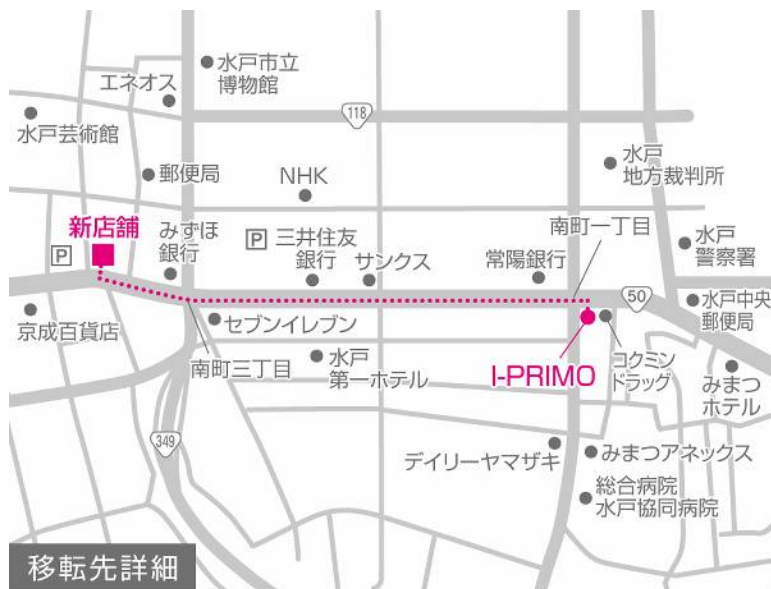 水戸市立
博物館
エネオス
118
水戸芸術館
郵便局
NHK
水戸
地方裁判所
新店舗
P
みずほ
銀行
P
三井住友
銀行
サンクス
常陽銀行
南町一丁目
水戸
警察署
50
水戸中央
郵便局
京成百貨店
セブンイレブン
南町三丁目
水戸
第一ホテル
I-PRIMO
コクミン
ドラッグ
みまつ
ホテル
349
デイリーヤマザキ
みまつアネックス
総合病院
水戸協同病院
移転先詳細